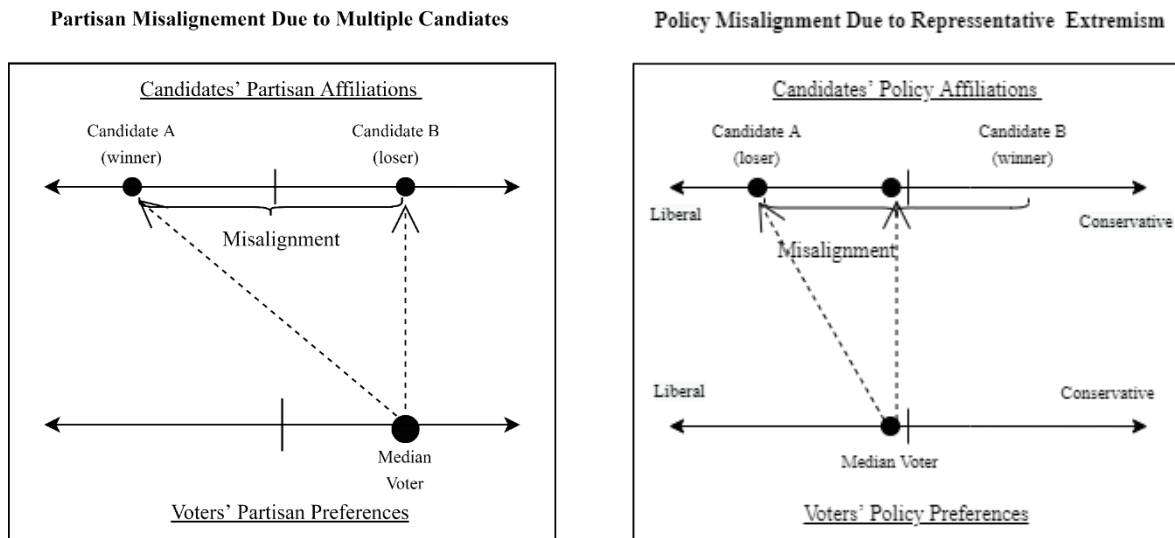 Partisan Misalignement Due to Multiple Candiates
Candidates' Partisan Affiliations
Candidate A
(winner)
Candidate B
(loser)
Misalignment
Median
Voter
Voters' Partisan Preferences
Policy Misalignment Due to Representative Extremism
Candidates' Policy Affiliations
Candidate A
(loser)
Candidate B
(winner)
Liberal
Conservative
Misalignment
Liberal
Conservative
Median Voter
Voters' Policy Preferences